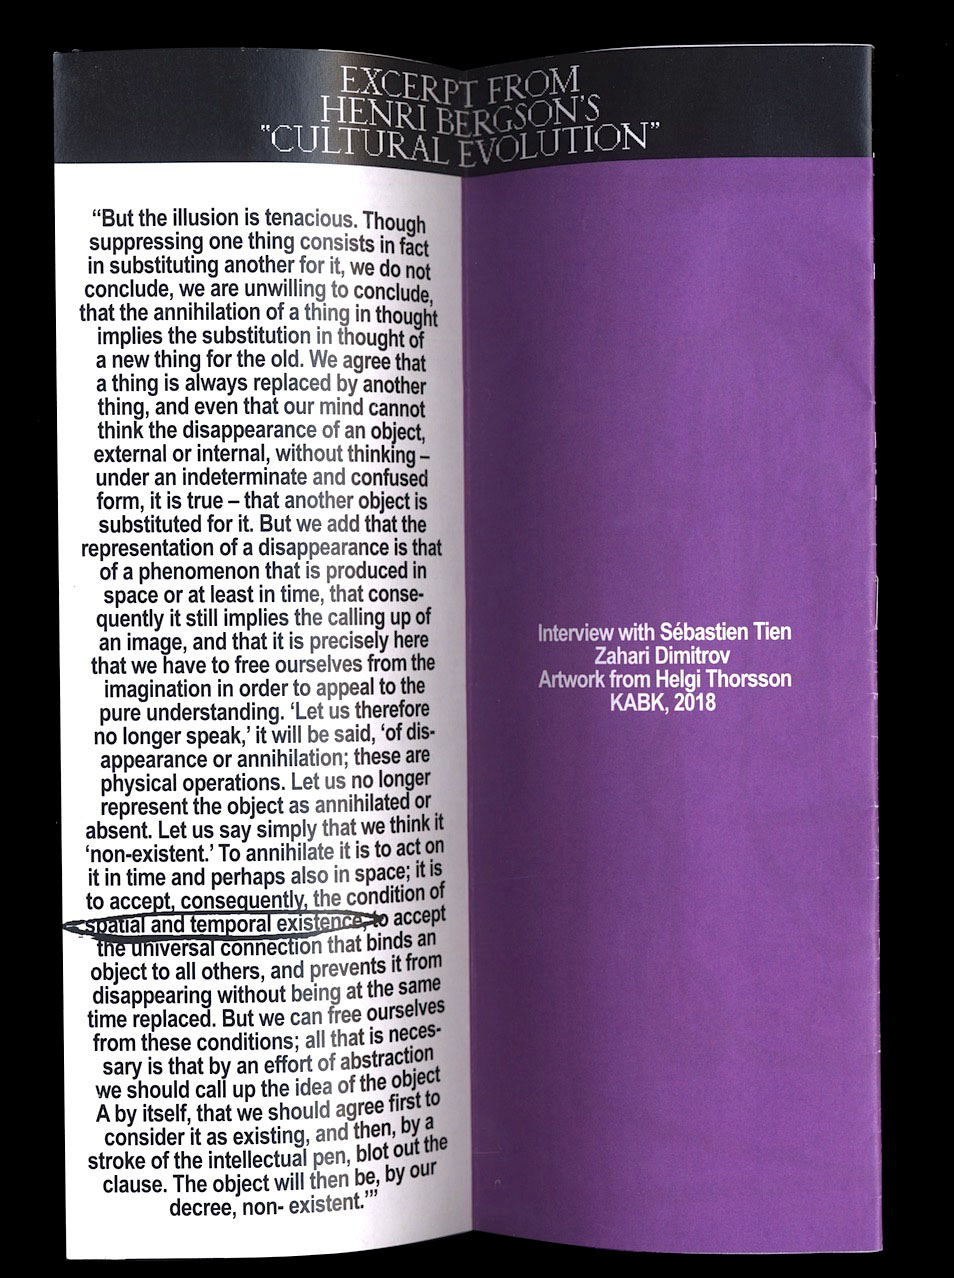 EXCERPT FROM
HENRI BERGSON'S
"CULTURAL EVOLUTION"
“But the illusion is tenacious. Though
suppressing one thing consists in fact
in substituting another for it, we do not
conclude, we are unwilling to conclude,
that the annihilation of a thing in thought
implies the substitution in thought of
a new thing for the old. We agree that
a thing is always replaced by another
thing, and even that our mind cannot
think the disappearance of an object,
external or internal, without thinking –
under an indeterminate and confused
form, it is true – that another object is
substituted for it. But we add that the
representation of a disappearance is that
of a phenomenon that is produced in
space or at least in time, that conse-
quently it still implies the calling up of
an image, and that it is precisely here
that we have to free ourselves from the
imagination in order to appeal to the
pure understanding. ‘Let us therefore
no longer speak,’ it will be said, ‘of dis-
appearance or annihilation; these are
physical operations. Let us no longer
represent the object as annihilated or
absent. Let us say simply that we think it
‘non-existent.’ To annihilate it is to act on
it in time and perhaps also in space; it is
to accept, consequently, the condition of
spatial and temporal existence, to accept
the universal connection that binds an
object to all others, and prevents it from
disappearing without being at the same
time replaced. But we can free ourselves
from these conditions; all that is neces-
sary is that by an effort of abstraction
we should call up the idea of the object
A by itself, that we should agree first to
consider it as existing, and then, by a
stroke of the intellectual pen, blot out the
clause. The object will then be, by our
decree, non- existent.’”
Interview with Sébastien Tien
Zahari Dimitrov
Artwork from Helgi Thorsson
KABK, 2018